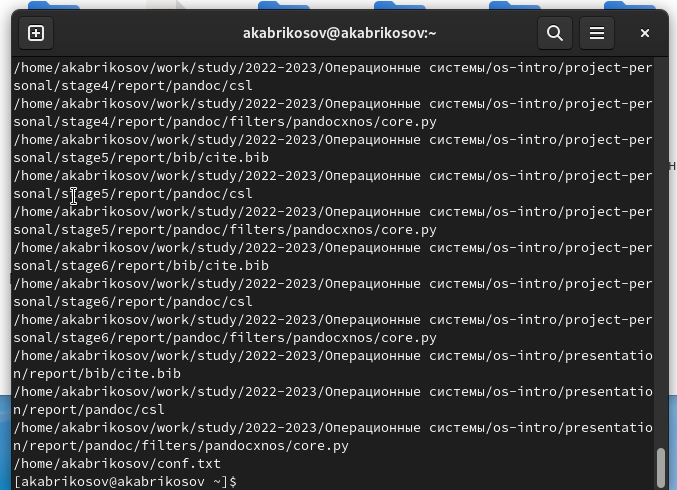 akabrikosov@akabrikosov:~
/home/akabrikosov/work/study/2022-2023/Операционные системы/os-intro/project-per
sonal/stage4/report/pandoc/csl
/home/akabrikosov/work/study/2022-2023/Операционные системы/os-intro/project-per
sonal/stage4/report/pandoc/filters/pandocxnos/core.py
/home/akabrikosov/work/study/2022-2023/Операционные системы/os-intro/project-per
sonal/stage5/report/bib/cite.bib
/home/akabrikosov/work/study/2022-2023/Операционные системы/os-intro/project-per
sonal/stage5/report/pandoc/csl
/home/akabrikosov/work/study/2022-2023/Операционные системы/os-intro/project-per
sonal/stage5/report/pandoc/filters/pandocxnos/core.py
/home/akabrikosov/work/study/2022-2023/Операционные системы/os-intro/project-per
sonal/stage6/report/bib/cite.bib
/home/akabrikosov/work/study/2022-2023/Операционные системы/os-intro/project-per
sonal/stage6/report/pandoc/csl
/home/akabrikosov/work/study/2022-2023/Операционные системы/os-intro/project-per
sonal/stage6/report/pandoc/filters/pandocxnos/core.py
/home/akabrikosov/work/study/2022-2023/Операционные системы/os-intro/presentatio
n/report/bib/cite.bib
/home/akabrikosov/work/study/2022-2023/Операционные системы/os-intro/presentatio
n/report/pandoc/csl
/home/akabrikosov/work/study/2022-2023/Операционные системы/os-intro/presentatio
n/report/pandoc/filters/pandocxnos/core.py
/home/akabrikosov/conf.txt
[akabrikosov@akabrikosov ~]$